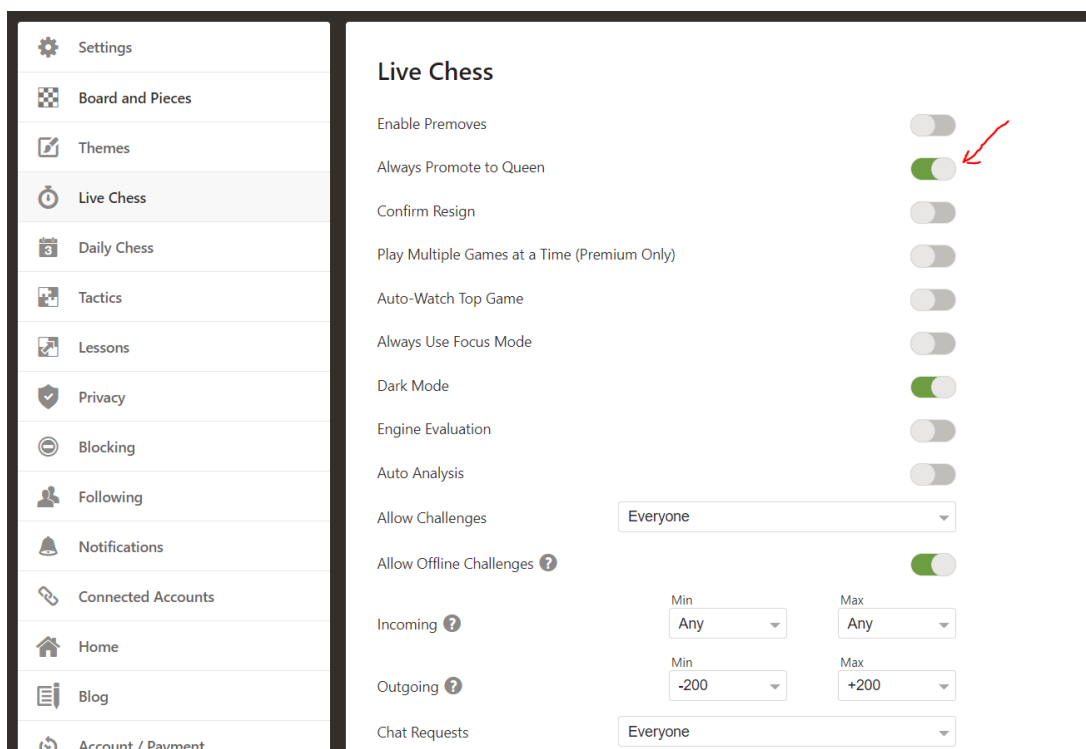 Settings
Board and Pieces
Themes
Live Chess
3
Daily Chess
Tactics
Lessons
Privacy
Blocking
Following
Notifications
Connected Accounts
Home
Blog
Account / Payment
Live Chess
Enable Premoves
Always Promote to Queen
Confirm Resign
Play Multiple Games at a Time (Premium Only)
Auto-Watch Top Game
Always Use Focus Mode
Dark Mode
Engine Evaluation
Auto Analysis
Allow Challenges Everyone
Allow Offline Challenges ?
Min Max
Incoming ? Any Any
Min Max
Outgoing ? -200 +200
Chat Requests Everyone